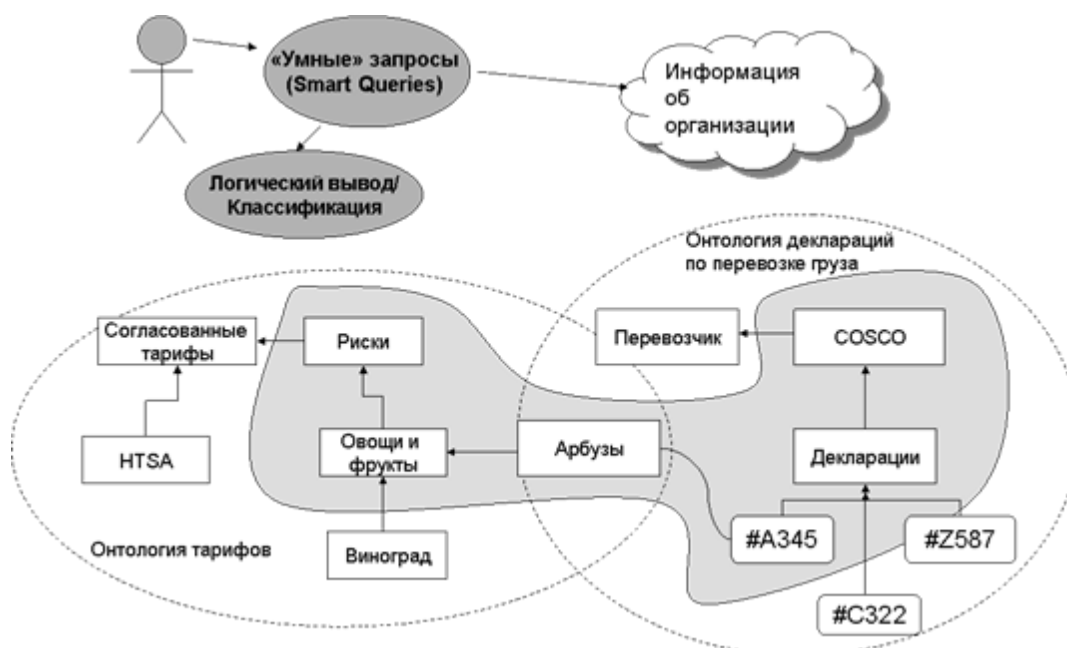 «Умные» запросы
(Smart Queries)
Информация
об
организации
Логический вывод/
Классификация
Онтология деклараций
по перевозке груза
Согласованные
тарифы
Риски
Перевозчик
COSCO
HTSA
Овощи и
фрукты
Арбузы
Декларации
Онтология тарифов
Виноград
#A345
#Z587
#C322